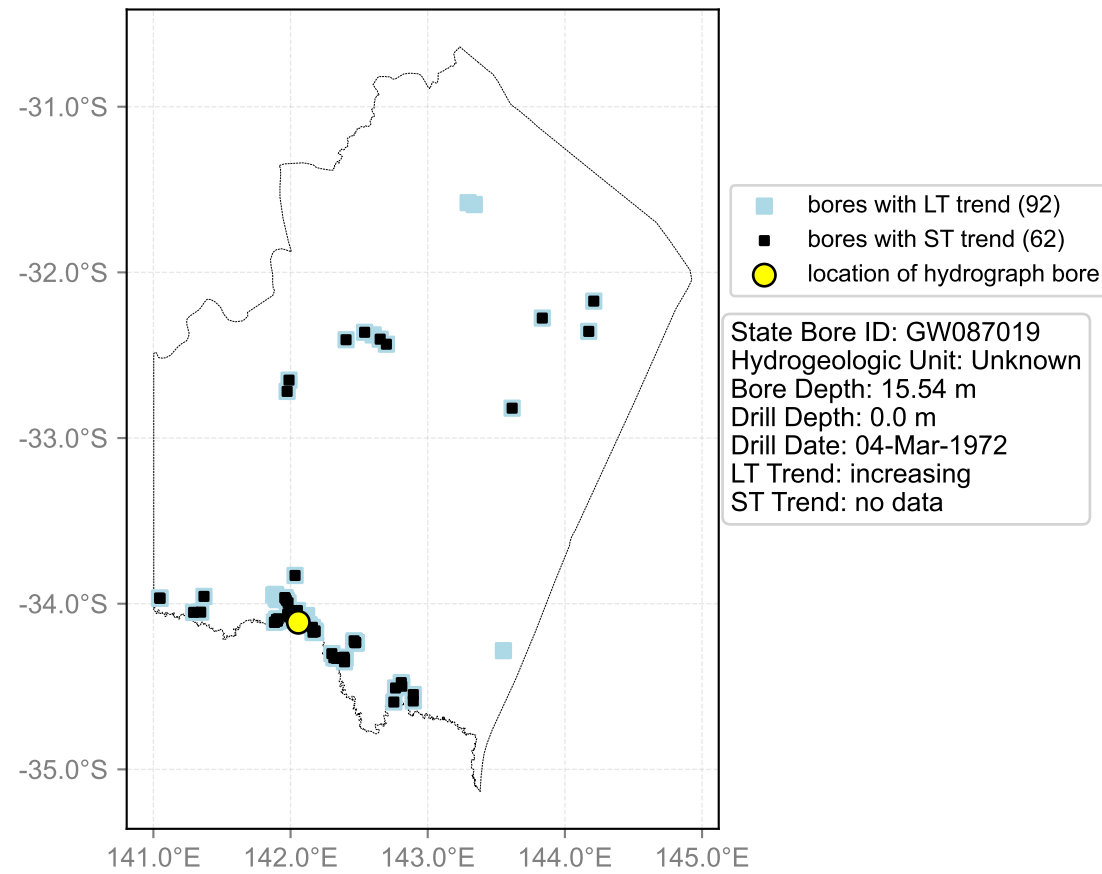 -31.0°S
-32.0°S
-33.0°S
-34.0°S
-35.0°S
141.0°E 142.0°E 143.0°E 144.0°E 145.0°E
bores with LT trend (92)
bores with ST trend (62)
location of hydrograph bore
State Bore ID: GW087019
Hydrogeologic Unit: Unknown
Bore Depth: 15.54 m
Drill Depth: 0.0 m
Drill Date: 04-Mar-1972
LT Trend: increasing
ST Trend: no data